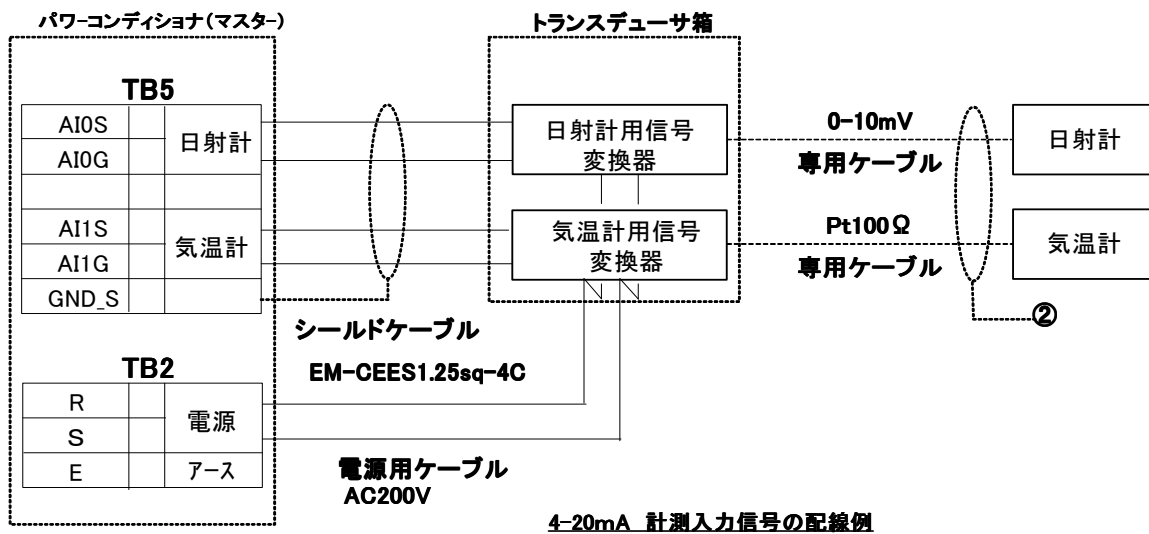 パワーコンディショナ(マスター)
トランスデューサ箱
TB5
AI0S
AI0G
日射計
AI1S
AI1G
気温計
GND_S
日射計用信号
変換器
気温計用信号
変換器
0-10mV
専用ケーブル
Pt100Ω
専用ケーブル
日射計
気温計
②
シールドケーブル
EM-CEES1.25sq-4C
TB2
R
S
電源
E
アース
電源用ケーブル
AC200V
4-20mA 計測入力信号の配線例